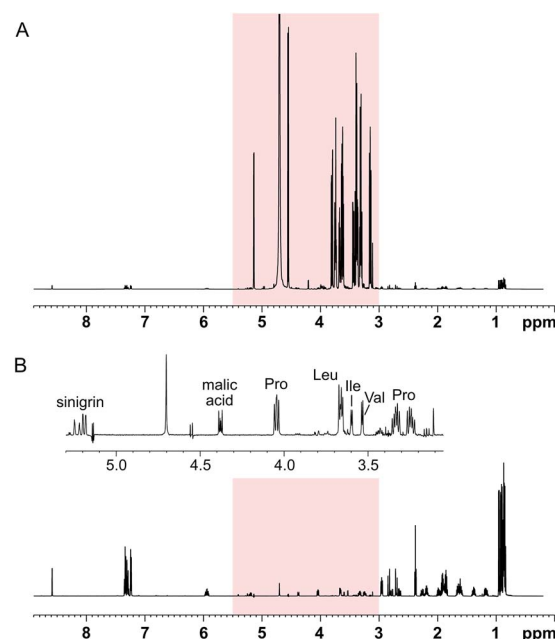 A
8 7 6 5 4 3 2 1 ppm
B
sinigrin malic acid Pro Leu Ile Val Pro
5.0 4.5 4.0 3.5
8 7 6 5 4 3 2 1 ppm